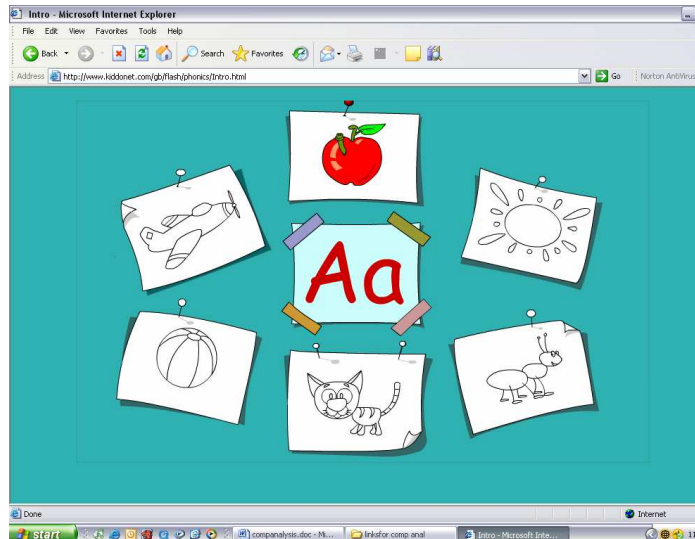 Intro - Microsoft Internet Explorer
File Edit View Favorites Tools Help
Back Search Favorites
Address http://www.kiddonet.com/gb/flash/phonics/Intro.html Go Norton AntiVirus
Aa
Done Internet
start companalysis.doc - Mi... linksfor comp anal Intro - Microsoft Inte...